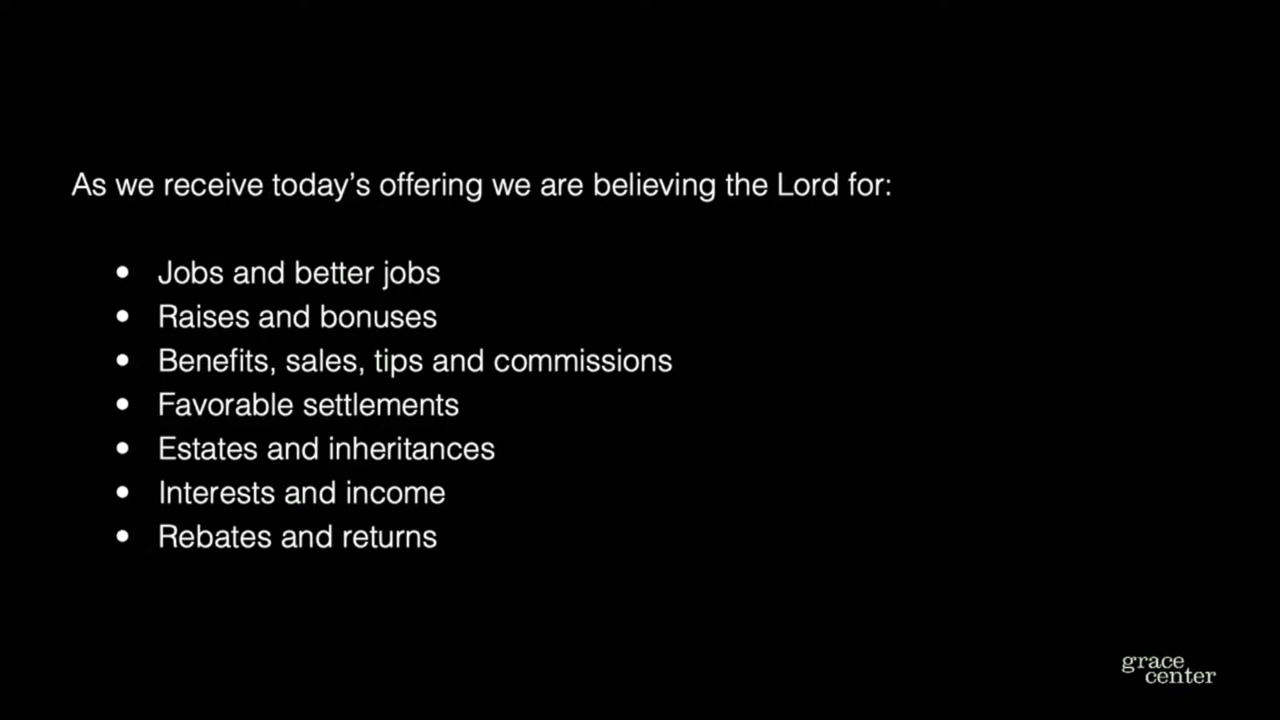 As we receive today’s offering we are believing the Lord for:
• Jobs and better jobs
• Raises and bonuses
• Benefits, sales, tips and commissions
• Favorable settlements
• Estates and inheritances
• Interests and income
• Rebates and returns
grace
center